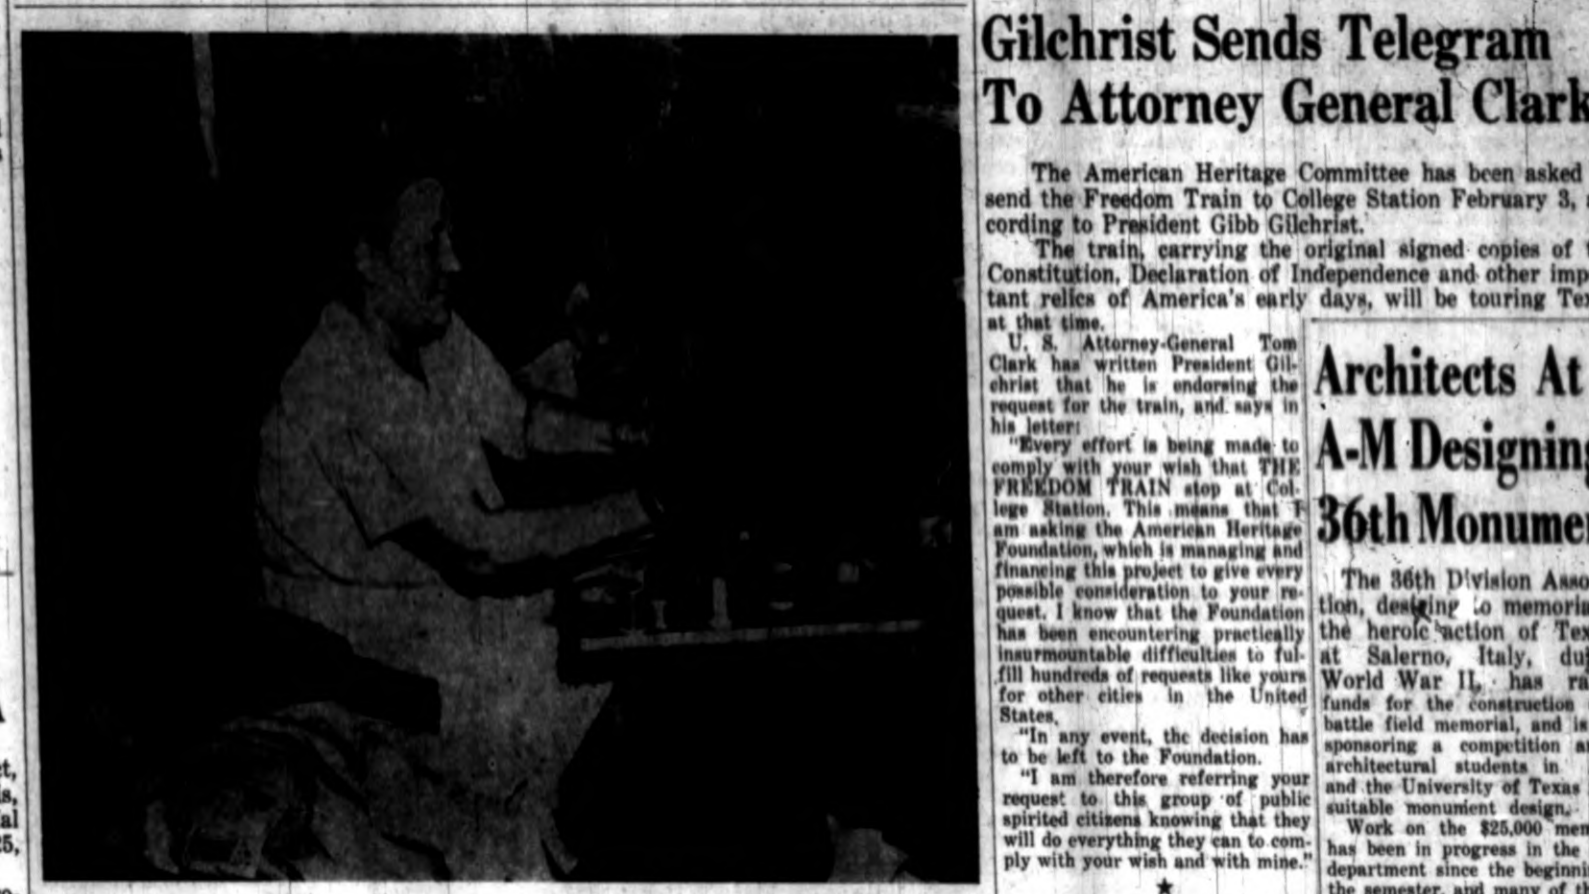 Gilchrist Sends Telegram
To Attorney General Clark
The American Heritage Committee has been asked
send the Freedom Train to College Station February 3,
cording to President Gibb Gilchrist.
The train, carrying the original signed copies of
Constitution, Declaration of Independence and other imp
tant relics of America's early days, will be touring Tex
at that time.
U. S. Attorney-General Tom
Clark has written President Gil-
christ that he is endorsing the
request for the train, and says in
his letter:
"Every effort is being made to
comply with your wish that THE
FREEDOM TRAIN stop at Col-
lege Station. This means that I
am asking the American Heritage
Foundation, which is managing and
financing this project to give every
possible consideration to your re-
quest. I know that the Foundation
has been encountering practically
insurmountable difficulties to ful-
fill hundreds of requests like yours
for other cities in the United
States.
"In any event, the decision has
to be left to the Foundation.
"I am therefore referring your
request to this group of public
spirited citizens knowing that they
will do everything they can to com-
ply with your wish and with mine."
Architects At
A-M Designing
36th Monume
The 36th Division Asso
tion, desiring to memoria
the heroic action of Tex
at Salerno, Italy, du
World War II, has ra
funds for the construction
battle field memorial, and is
sponsoring a competition a
architectural students in
and the University of Texas
suitable monument design.
Work on the $25,000 mem
has been in progress in the
department since the beginni
the semester, and many of